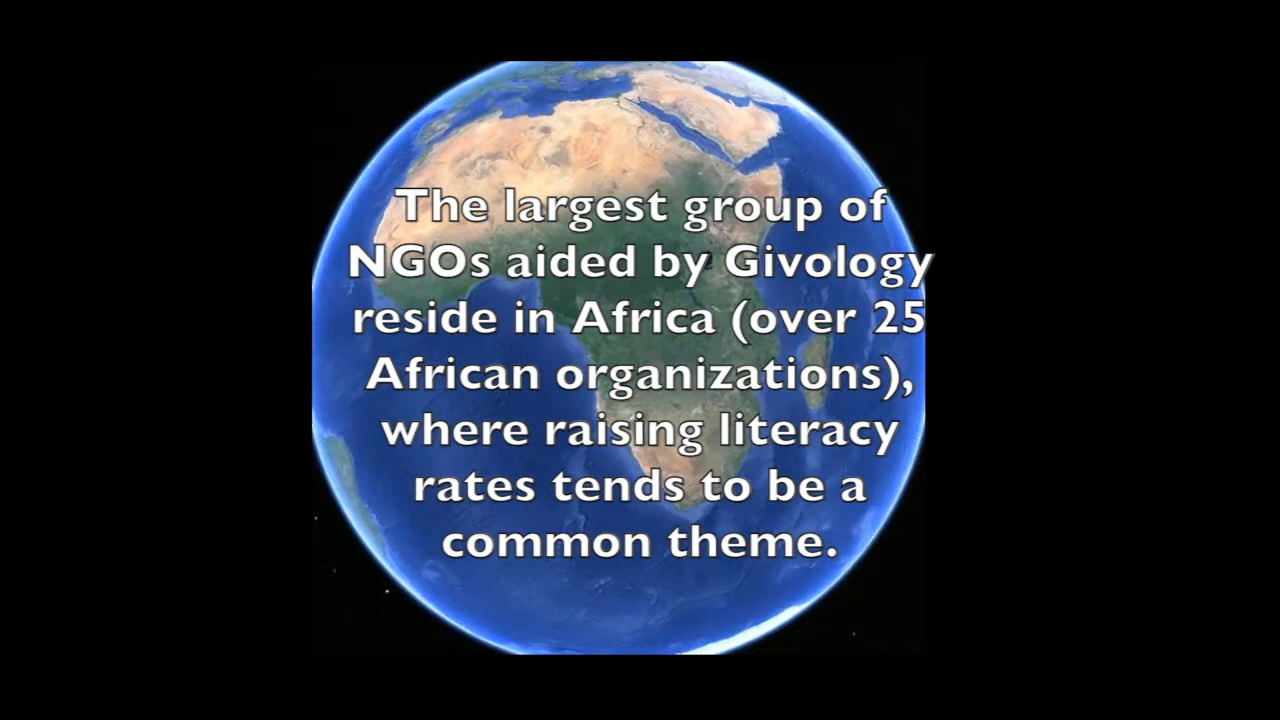 The largest group of
NGOs aided by Givology
reside in Africa (over 25
African organizations),
where raising literacy
rates tends to be a
common theme.